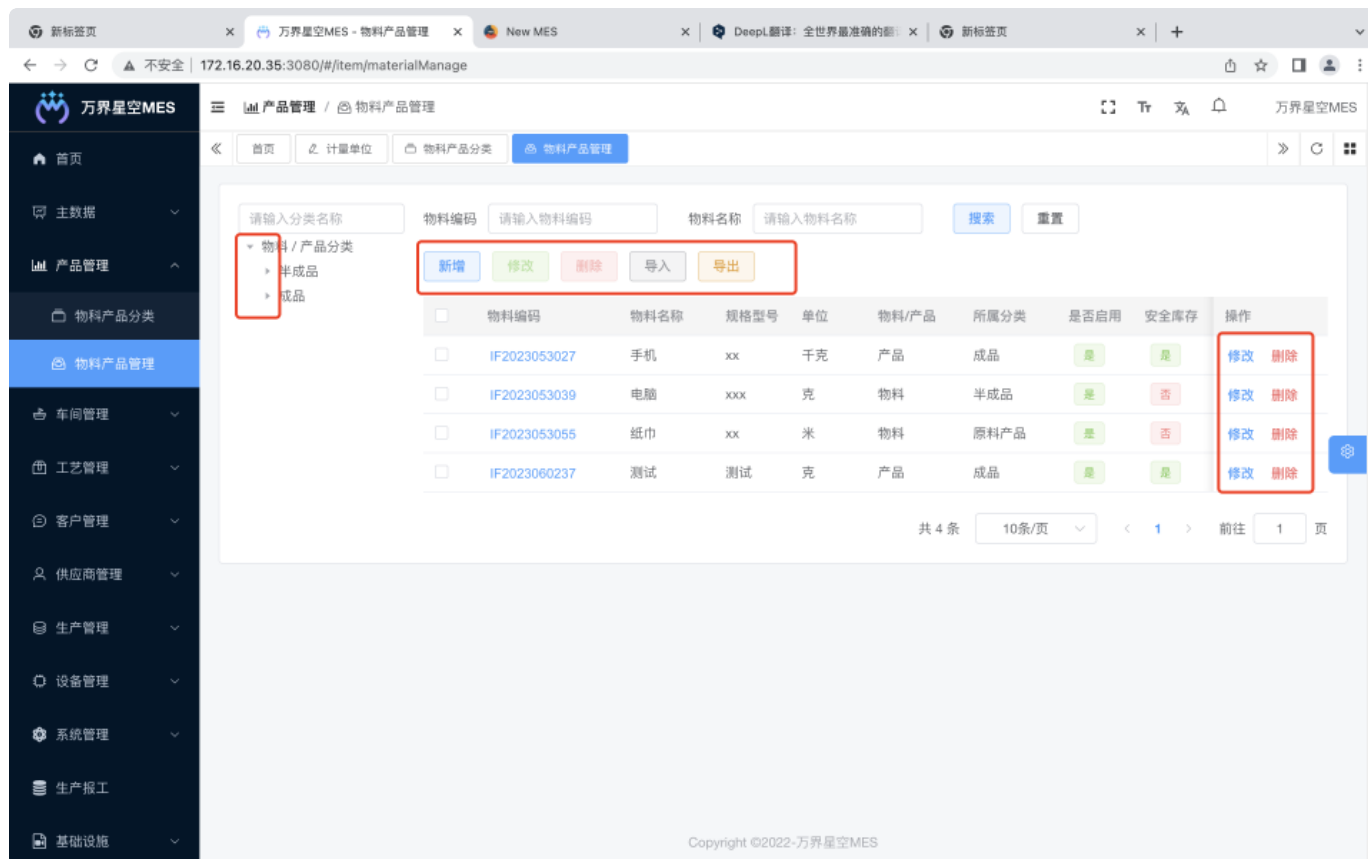 新标签页
万界星空MES - 物料产品管理
New MES
DeepL翻译：全世界最准确的翻
新标签页
不安全 172.16.20.35:3080/#/item/materialManage
万界星空MES
产品管理 / 物料产品管理
Tr
万界星空MES
首页
计量单位
物料产品分类
物料产品管理
首页
主数据
产品管理
物料产品分类
物料产品管理
车间管理
工艺管理
客户管理
供应商管理
生产管理
设备管理
系统管理
生产报工
基础设施
请输入分类名称
物料 / 产品分类
半成品
成品
物料编码 请输入物料编码 物料名称 请输入物料名称 搜索 重置
新增 修改 删除 导入 导出
物料编码 物料名称 规格型号 单位 物料/产品 所属分类 是否启用 安全库存 操作
IF2023053027 手机 xx 千克 产品 成品 是 是 修改 删除
IF2023053039 电脑 xxx 克 物料 半成品 是 否 修改 删除
IF2023053055 纸巾 xx 米 物料 原料产品 是 否 修改 删除
IF2023060237 测试 测试 克 产品 成品 是 是 修改 删除
共 4 条 10条/页 1 前往 1 页
Copyright ©2022-万界星空MES